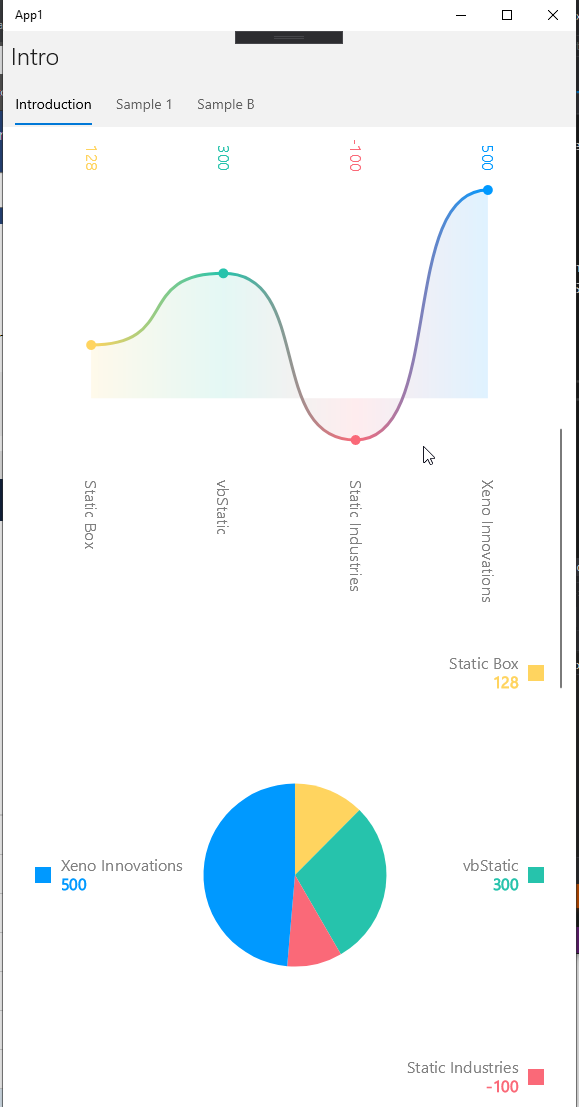 App1
Intro
Introduction Sample 1 Sample B
128 300 -100 500
Static Box vbStatic Static Industries Xeno Innovations
Static Box
128
Xeno Innovations
500
vbStatic
300
Static Industries
-100